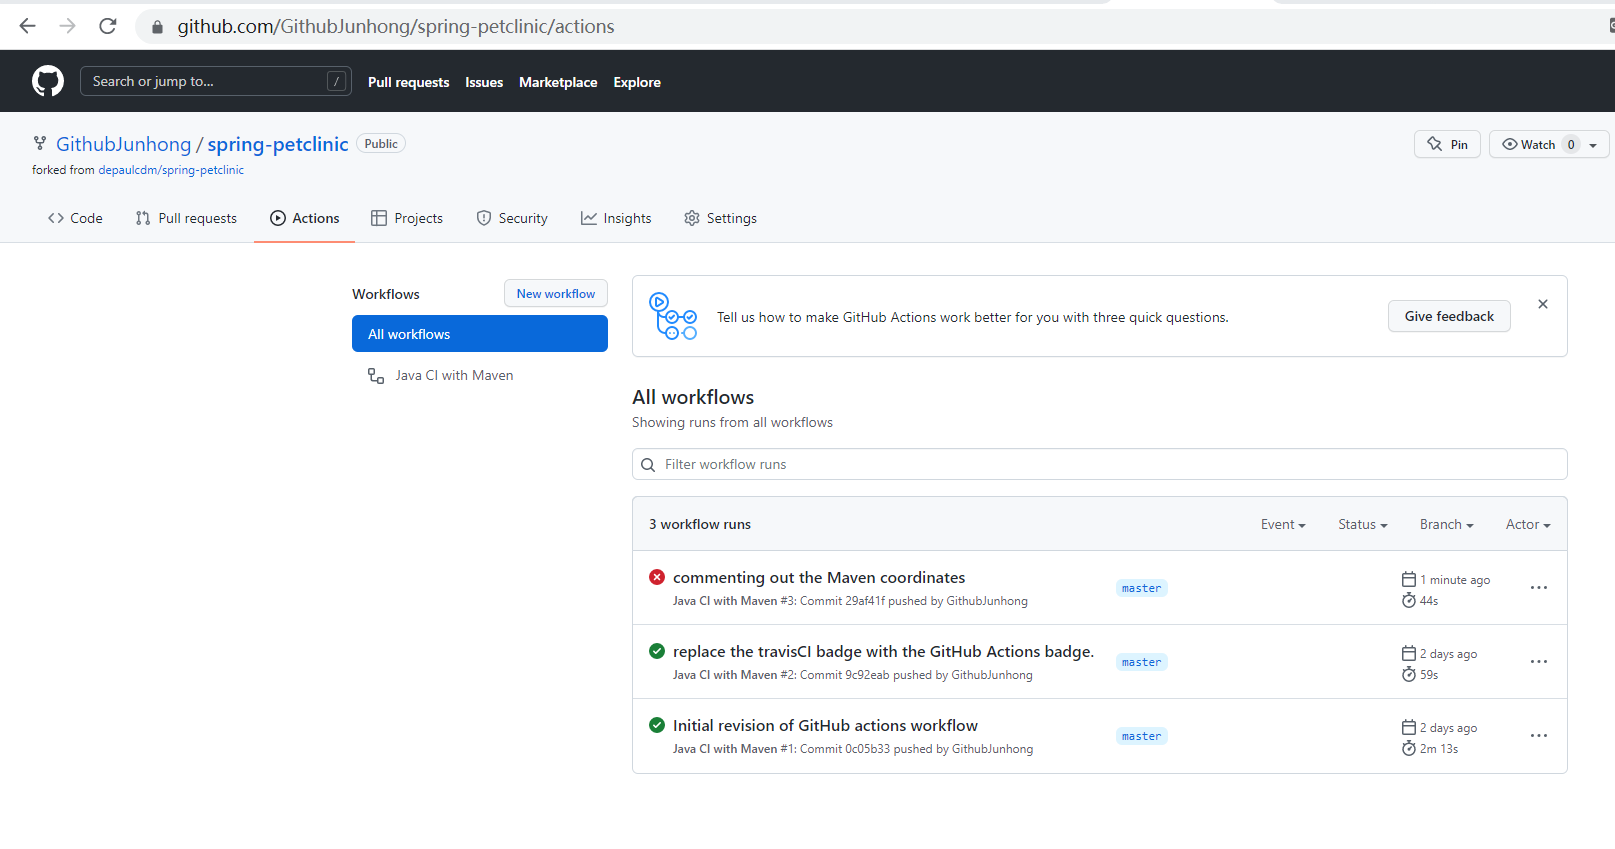 github.com/GithubJunhong/spring-petclinic/actions
Search or jump to... /
Pull requests Issues Marketplace Explore
GithubJunhong / spring-petclinic Public
Pin
Watch 0
forked from depaulcdm/spring-petclinic
Code Pull requests Actions Projects Security Insights Settings
Workflows
New workflow
All workflows
Java CI with Maven
Tell us how to make GitHub Actions work better for you with three quick questions.
Give feedback
All workflows
Showing runs from all workflows
Filter workflow runs
3 workflow runs
Event Status Branch Actor
commenting out the Maven coordinates
Java CI with Maven #3: Commit 29af41f pushed by GithubJunhong
master
1 minute ago
44s
replace the travisCI badge with the GitHub Actions badge.
Java CI with Maven #2: Commit 9c92eab pushed by GithubJunhong
master
2 days ago
59s
Initial revision of GitHub actions workflow
Java CI with Maven #1: Commit 0c05b33 pushed by GithubJunhong
master
2 days ago
2m 13s